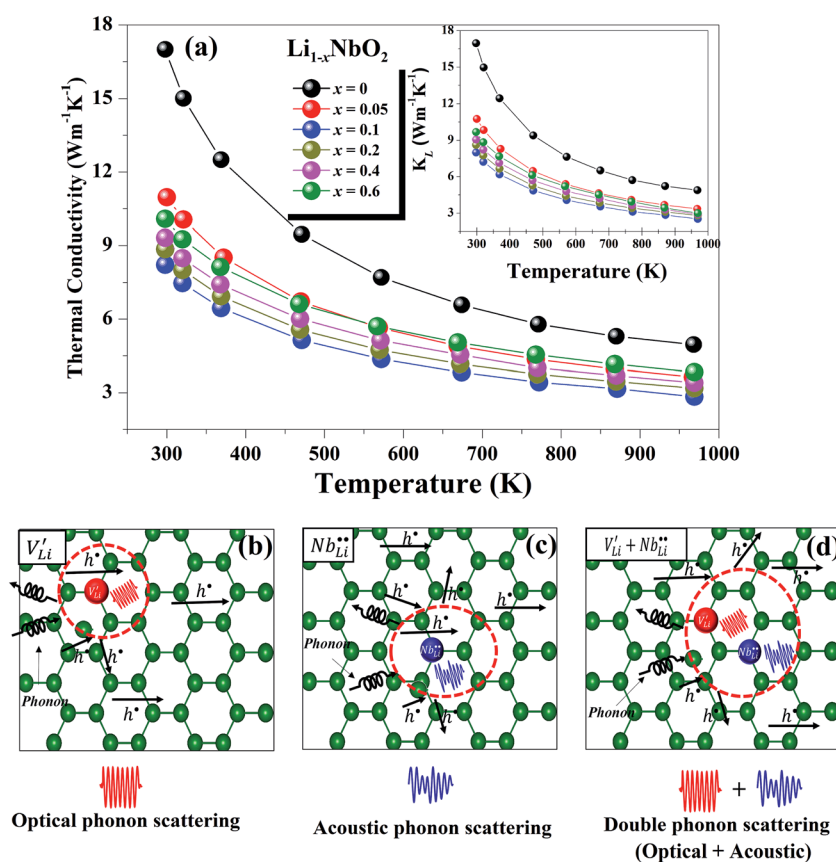 (a)
Li1-xNbO2
x = 0
x = 0.05
x = 0.1
x = 0.2
x = 0.4
x = 0.6
Thermal Conductivity (Wm-1K-1)
18
15
12
9
6
3
300 400 500 600 700 800 900 1000
Temperature (K)
KL (Wm-1K-1)
18
15
12
9
6
3
300 400 500 600 700 800 900 1000
Temperature (K)
V′Li
(b)
h•
V′Li
h•
h•
h•
Phonon
h•
Optical phonon scattering
Nb••Li
(c)
h•
h•
h•
h•
h•
Phonon
Nb••Li
h•
h•
Acoustic phonon scattering
V′Li + Nb••Li
(d)
h•
h•
h•
V′Li
Nb••Li
Phonon
h•
h•
h•
+
Double phonon scattering
(Optical + Acoustic)